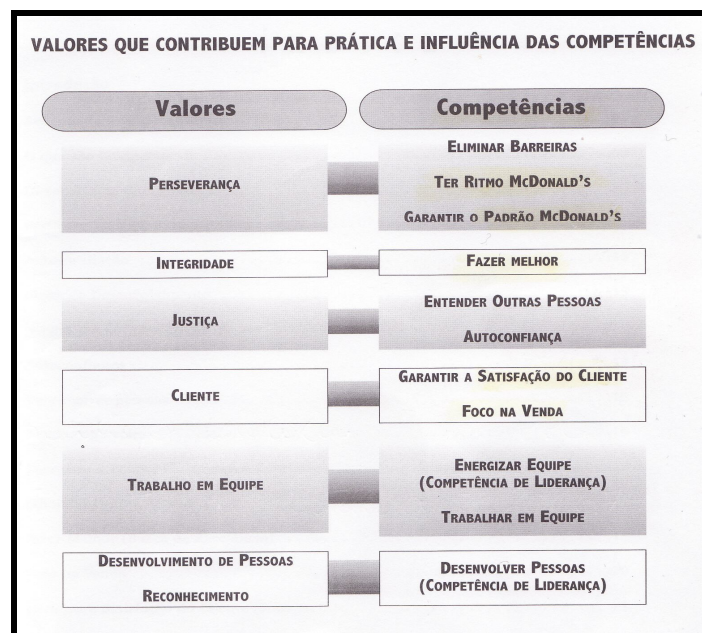 VALORES QUE CONTRIBUEM PARA PRÁTICA E INFLUÊNCIA DAS COMPETÊNCIAS
Valores
Competências
PERSEVERANÇA
ELIMINAR BARREIRAS
TER RITMO MCDONALD'S
GARANTIR O PADRÃO MCDONALD'S
INTEGRIDADE
FAZER MELHOR
JUSTIÇA
ENTENDER OUTRAS PESSOAS
AUTOCONFIANÇA
CLIENTE
GARANTIR A SATISFAÇÃO DO CLIENTE
FOCO NA VENDA
TRABALHO EM EQUIPE
ENERGIZAR EQUIPE
(COMPETÊNCIA DE LIDERANÇA)
TRABALHAR EM EQUIPE
DESENVOLVIMENTO DE PESSOAS
RECONHECIMENTO
DESENVOLVER PESSOAS
(COMPETÊNCIA DE LIDERANÇA)